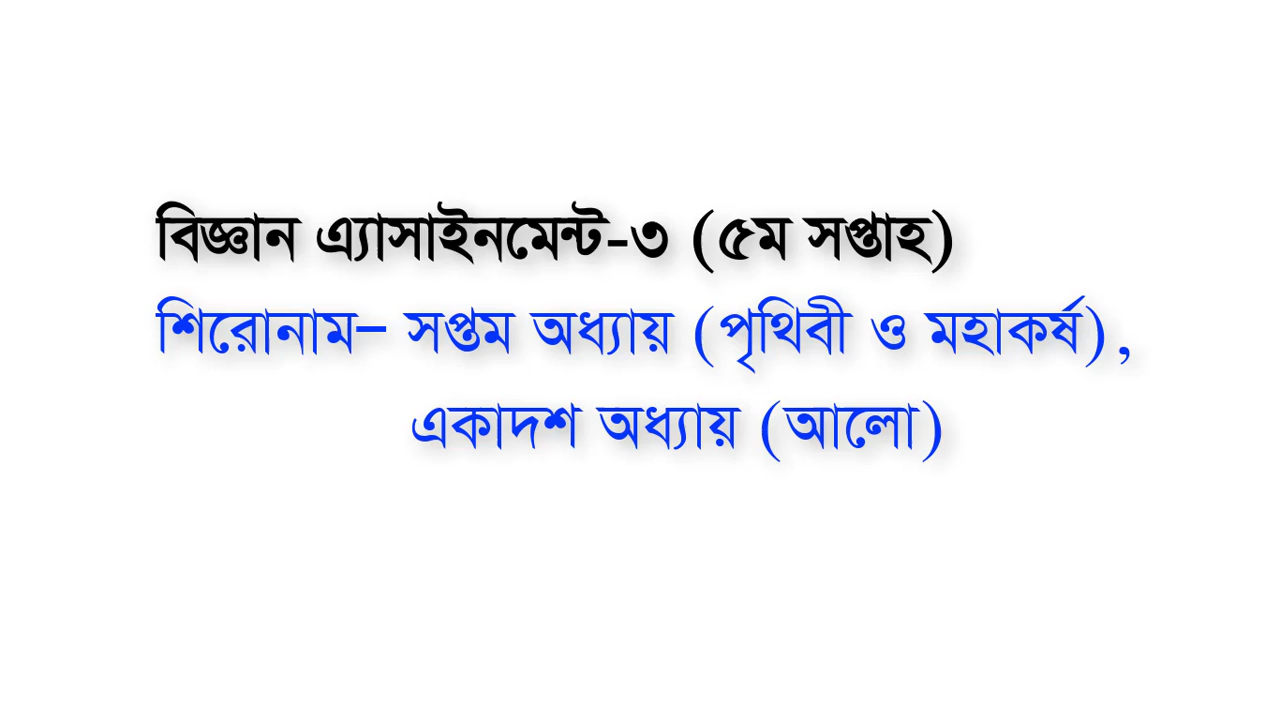 বিজ্ঞান এ্যাসাইনমেন্ট-৩ (৫ম সপ্তাহ)
শিরোনাম– সপ্তম অধ্যায় (পৃথিবী ও মহাকর্ষ),
একাদশ অধ্যায় (আলো)